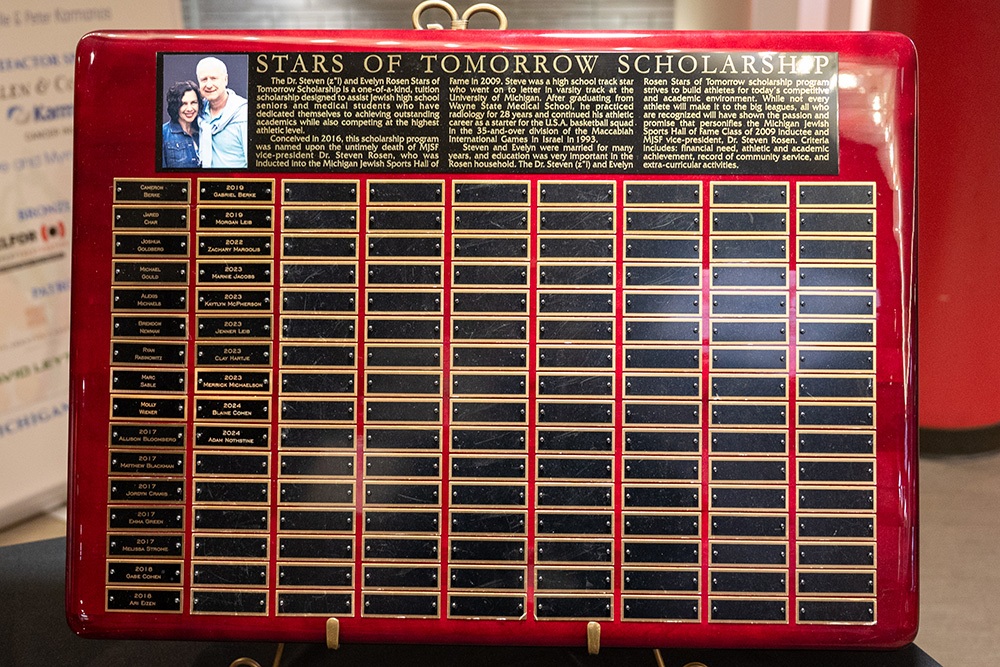 STARS OF TOMORROW SCHOLARSHIP
The Dr. Steven (z"l) and Evelyn Rosen Stars of
Tomorrow Scholarship is a one-of-a-kind, tuition
scholarship designed to assist Jewish high school
seniors and medical students who have
dedicated themselves to achieving outstanding
academics while also competing at the highest
athletic level.
Conceived in 2016, this scholarship program
was named upon the untimely death of MJSF
vice-president Dr. Steven Rosen, who was
inducted into the Michigan Jewish Sports Hall of
Fame in 2009. Steve was a high school track star
who went on to letter in varsity track at the
University of Michigan. After graduating from
Wayne State Medical School, he practiced
radiology for 28 years and continued his athletic
career as a starter for the U.S.A. basketball squad
in the 35-and-over division of the Maccabiah
International Games in Israel in 1993.
Steven and Evelyn were married for many
years, and education was very important in the
Rosen household. The Dr. Steven (z"l) and Evelyn
Rosen Stars of Tomorrow scholarship program
strives to build athletes for today's competitive
and academic environment. While not every
athlete will make it to the big leagues, all who
are recognized will have shown the passion and
promise that personifies the Michigan Jewish
Sports Hall of Fame Class of 2009 inductee and
MJSF vice-president, Dr. Steven Rosen. Criteria
includes: financial need, athletic and academic
achievement, record of community service, and
extra-curricular activities.
CAMERON
BERKE
JARED
CHAR
JOSHUA
GOLDBERG
MICHAEL
GOULD
ALEXIS
MICHAELS
BRENDON
NEWMAN
RYAN
RABINOWITZ
MARC
SABLE
MOLLY
WIENER
2017
ALLISON BLOOMBERG
2017
MATTHEW BLACKMAN
2017
JORDYN CRANIS
2017
EMMA GREEN
2017
MELISSA STROME
2018
GABIE COHEN
2018
ARI EIZEN
2019
GABRIEL BERKE
2019
MORGAN LEIB
2022
ZACHARY MARGOLIS
2023
MARNIE JACOBS
2023
KAYTLYN MCPHERSON
2023
JENNER LEIB
2023
CLAY HARTJE
2023
MERRICK MICHAELSON
2024
BLAINE COHEN
2024
ADAM NOTHSTINE
& Peter Karmanos
BRONZE
MICHIGAN